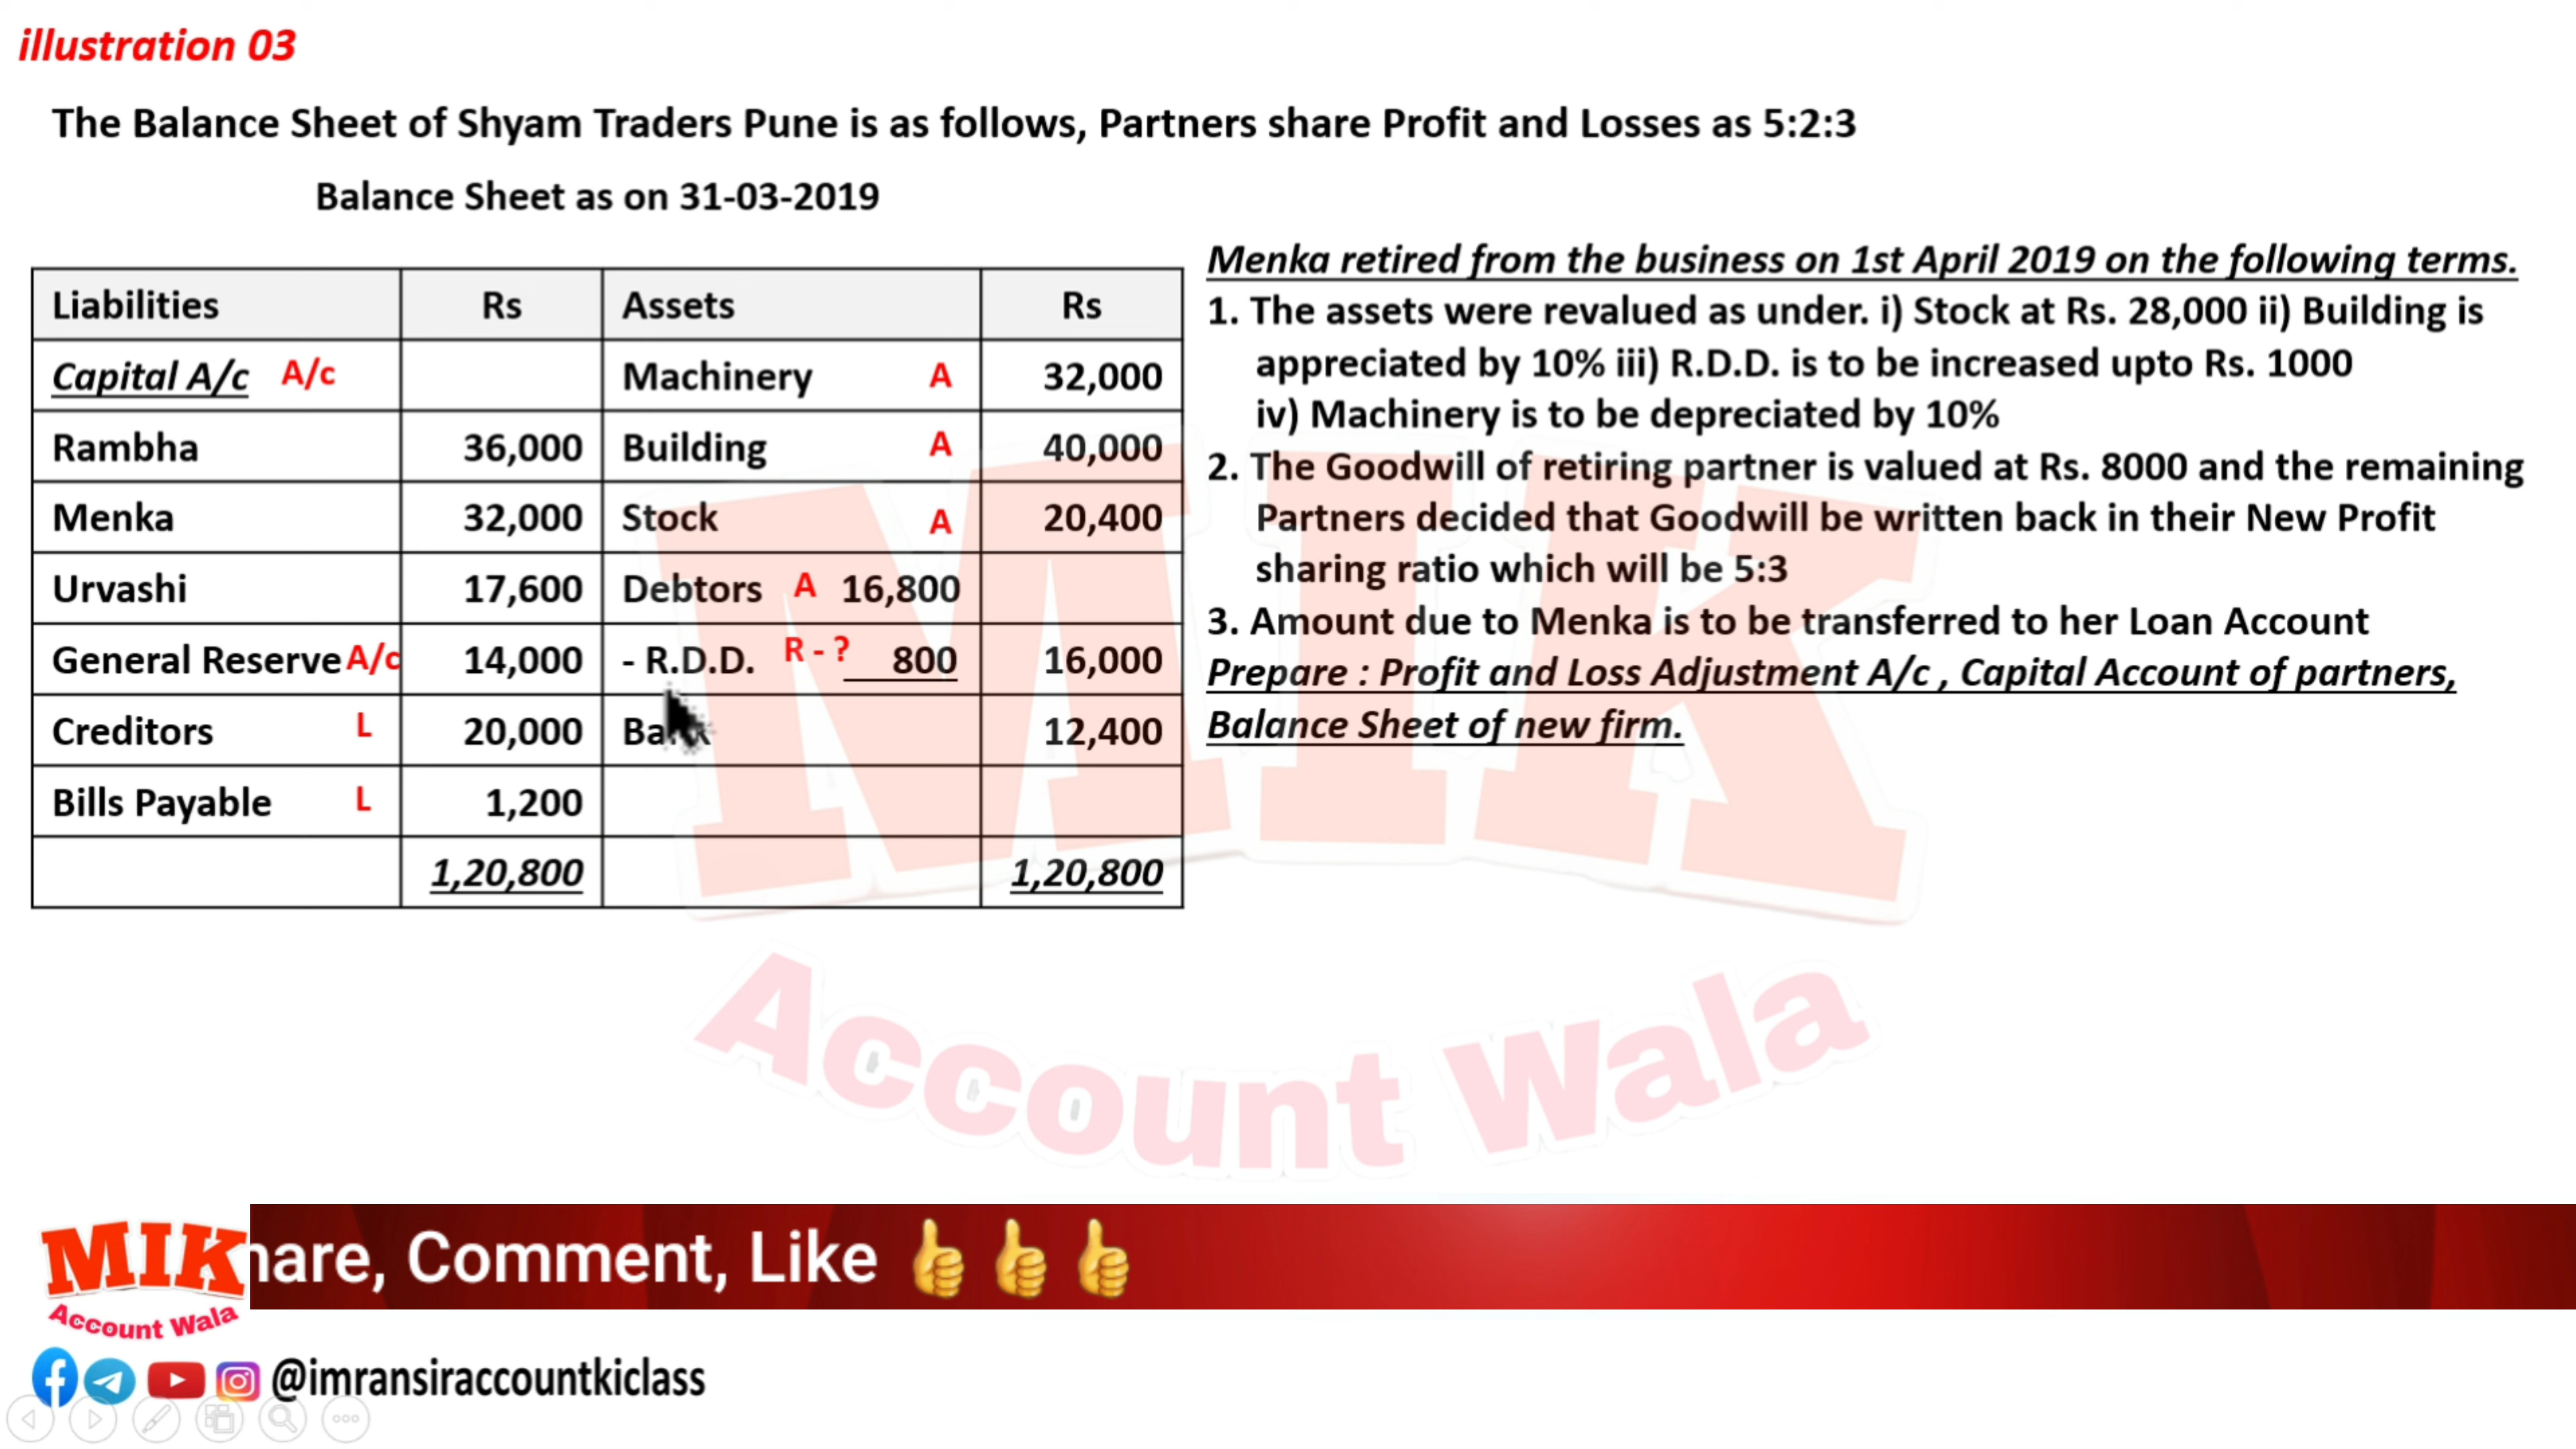 illustration 03
The Balance Sheet of Shyam Traders Pune is as follows, Partners share Profit and Losses as 5:2:3
Balance Sheet as on 31-03-2019
Liabilities Rs Assets Rs
Capital A/c A/c Machinery A 32,000
Rambha 36,000 Building A 40,000
Menka 32,000 Stock A 20,400
Urvashi 17,600 Debtors A 16,800
General Reserve A/c 14,000 - R.D.D. R - ? 800 16,000
Creditors L 20,000 12,400
Bills Payable L 1,200
1,20,800 1,20,800
Menka retired from the business on 1st April 2019 on the following terms.
1. The assets were revalued as under. i) Stock at Rs. 28,000 ii) Building is
appreciated by 10% iii) R.D.D. is to be increased upto Rs. 1000
iv) Machinery is to be depreciated by 10%
2. The Goodwill of retiring partner is valued at Rs. 8000 and the remaining
Partners decided that Goodwill be written back in their New Profit
sharing ratio which will be 5:3
3. Amount due to Menka is to be transferred to her Loan Account
Prepare : Profit and Loss Adjustment A/c , Capital Account of partners,
Balance Sheet of new firm.
MIK
Account Wala
MIK
Account Wala
hare, Comment, Like 👍 👍 👍
@imransiraccountkiclass